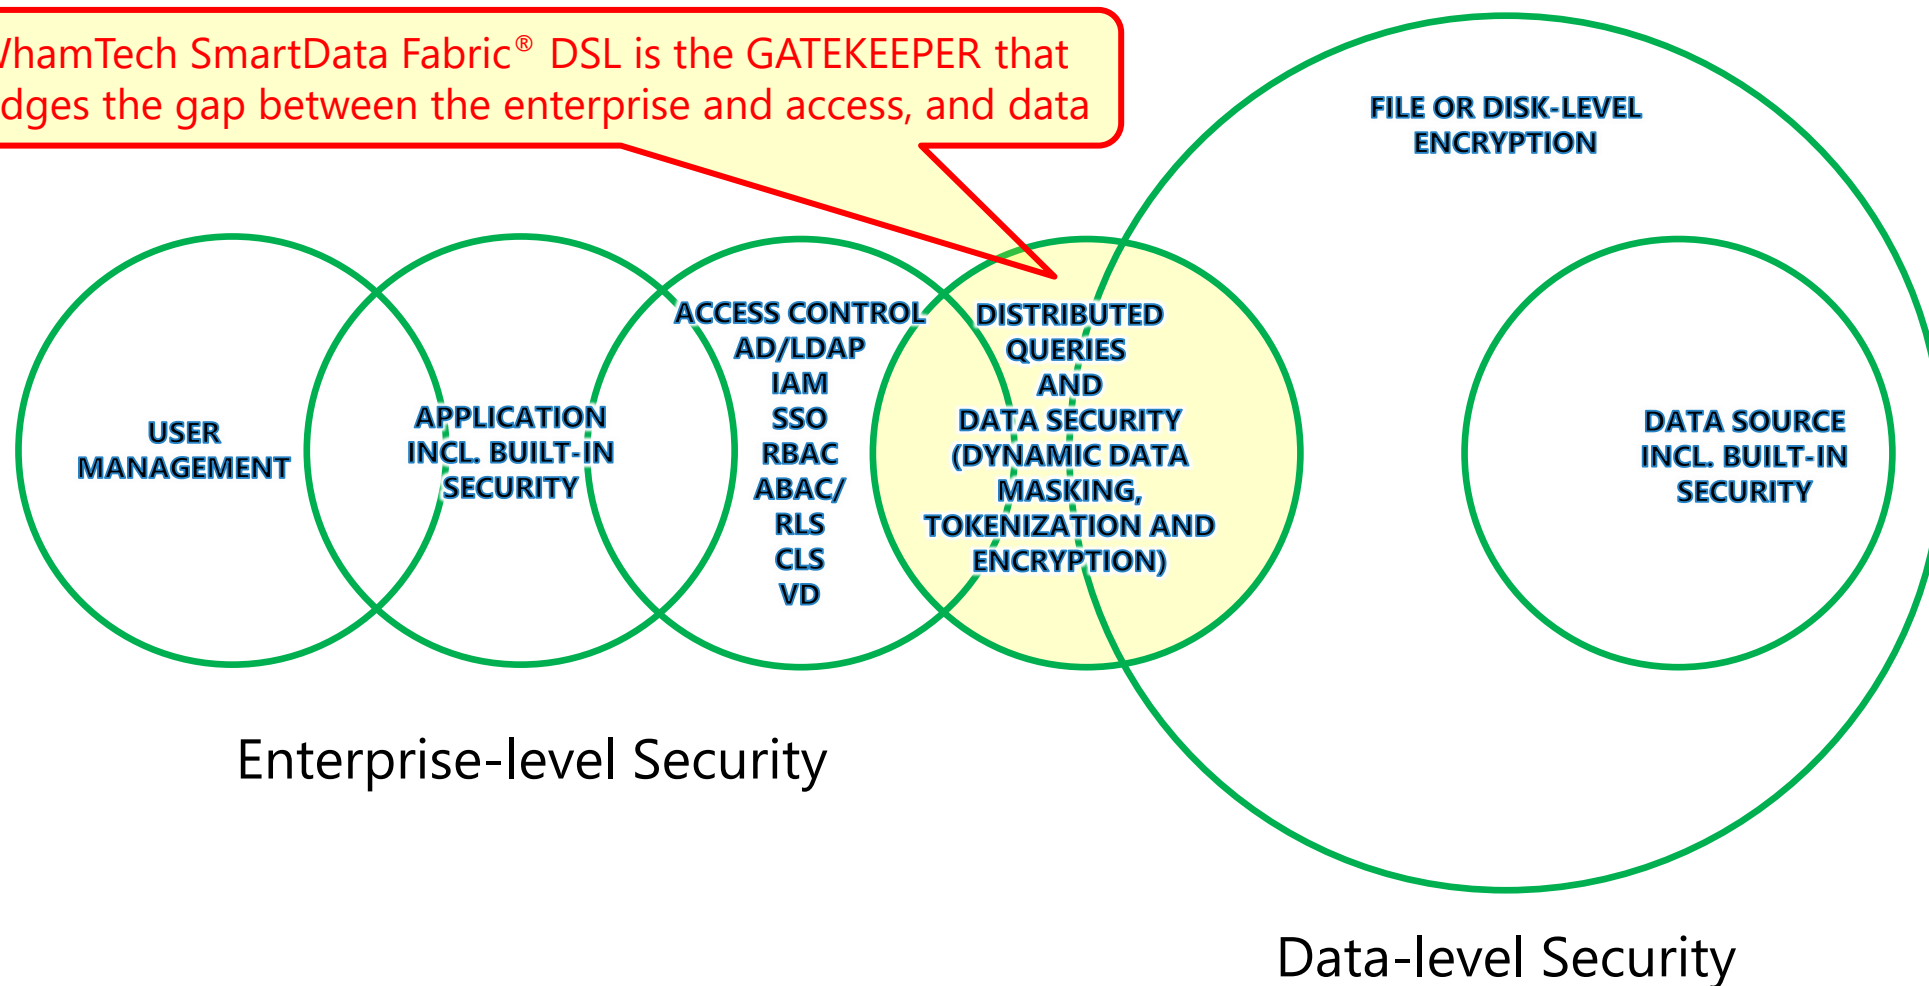 WhamTech SmartData Fabric® DSL is the GATEKEEPER that
the gap between the enterprise and access, and data
FILE OR DISK-LEVEL
ENCRYPTION
USER
MANAGEMENT
APPLICATION
INCL. BUILT-IN
SECURITY
ACCESS CONTROL
AD/LDAP
IAM
SSO
RBAC
ABAC/
RLS
CLS
VD
DISTRIBUTED
QUERIES
AND
DATA SECURITY
(DYNAMIC DATA
MASKING,
TOKENIZATION AND
ENCRYPTION)
DATA SOURCE
INCL. BUILT-IN
SECURITY
Enterprise-level Security
Data-level Security